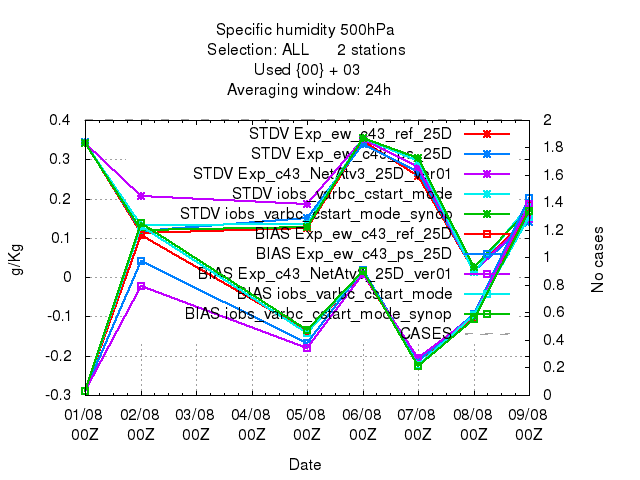 Specific humidity 500hPa
Selection: ALL 2 stations
Used {00} + 03
Averaging window: 24h
0.4
0.3
0.2
0.1
0
-0.1
-0.2
-0.3
g/Kg
2
1.8
1.6
1.4
1.2
1
0.8
0.6
0.4
0.2
0
No cases
STDV Exp_ew_c43_ref_25D
STDV Exp_ew_c43_ps_25D
STDV Exp_c43_NetAtv3_25D_ver01
STDV iobs_varbc_cstart_mode
STDV iobs_varbc_cstart_mode_synop
BIAS Exp_ew_c43_ref_25D
BIAS Exp_ew_c43_ps_25D
BIAS Exp_c43_NetAtv3_25D_ver01
BIAS iobs_varbc_cstart_mode
BIAS iobs_varbc_cstart_mode_synop
CASES
01/08 02/08 03/08 04/08 05/08 06/08 07/08 08/08 09/08
00Z 00Z 00Z 00Z 00Z 00Z 00Z 00Z 00Z
Date